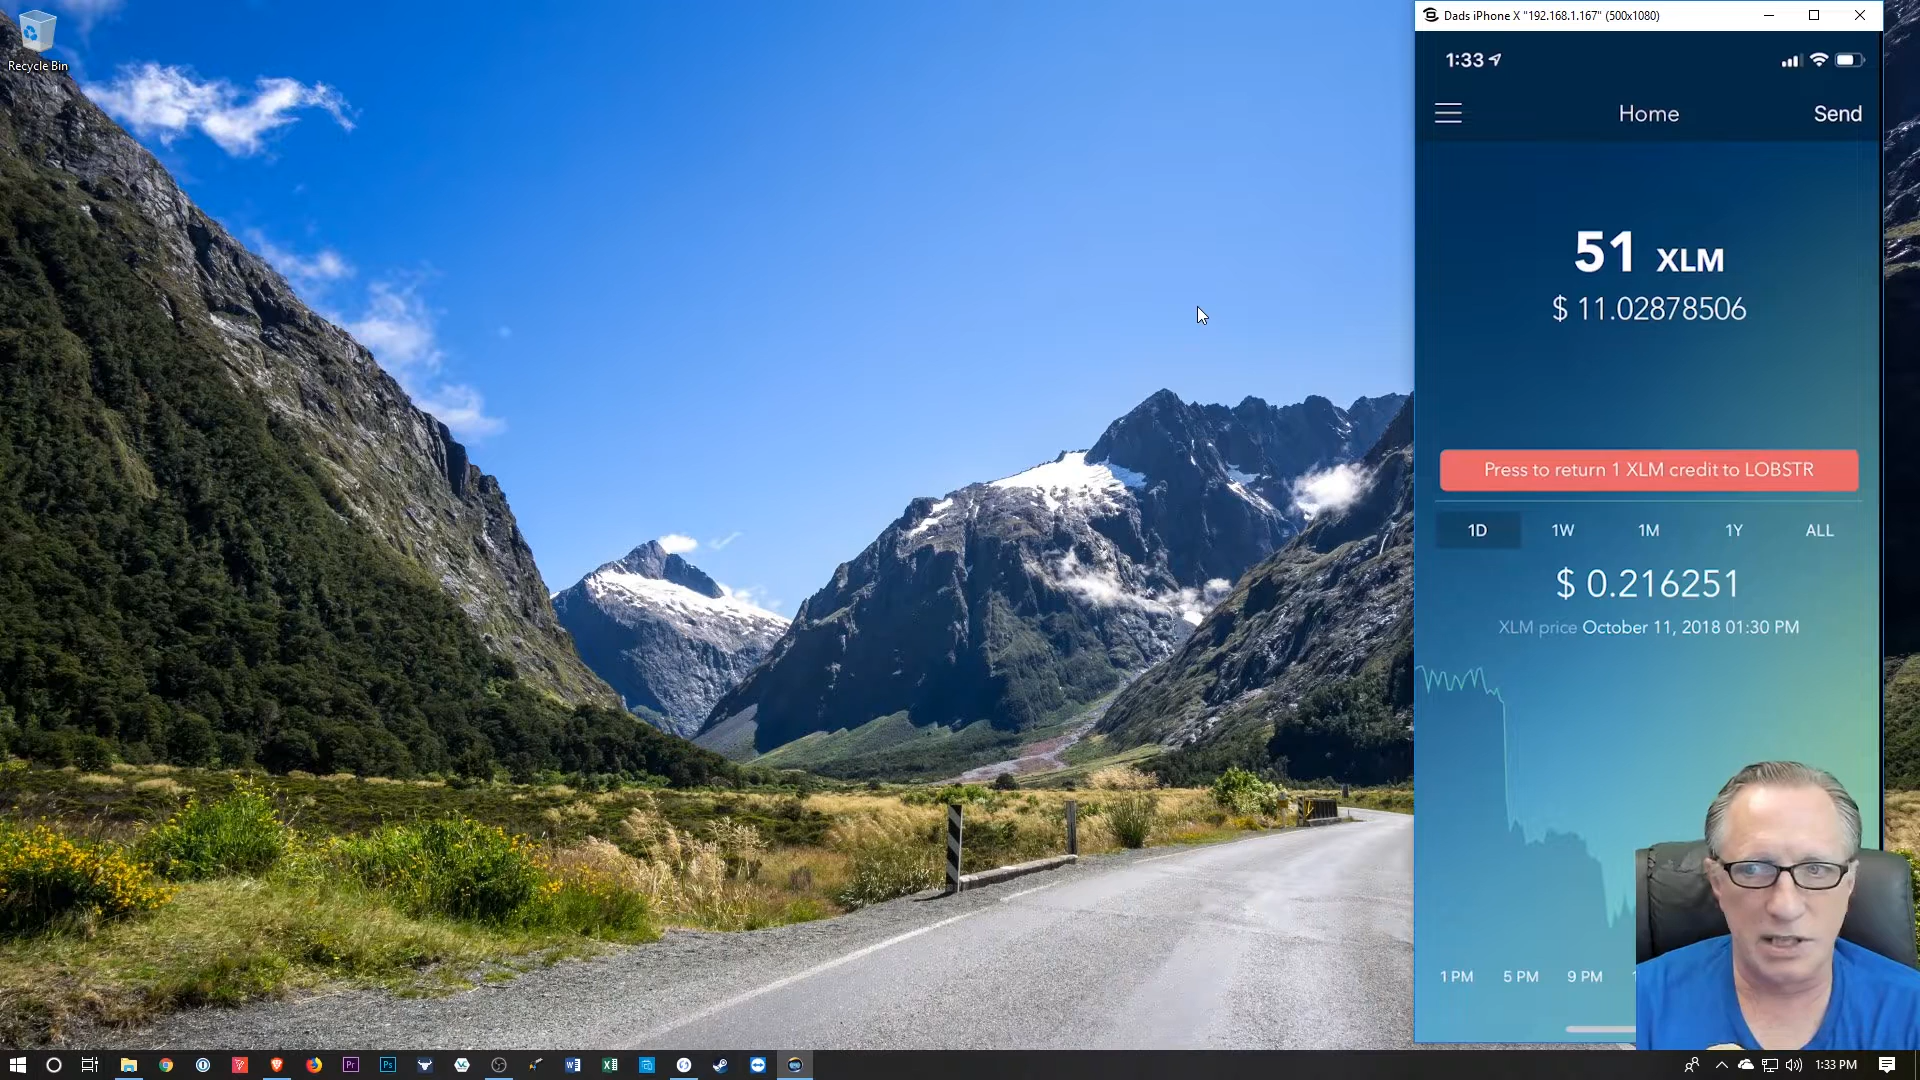 Recycle Bin
Dads iPhone X "192.168.1.167" (500x1080)
1:33
Home
Send
51 XLM
$ 11.02878506
Press to return 1 XLM credit to LOBSTR
1D 1W 1M 1Y ALL
$ 0.216251
XLM price October 11, 2018 01:30 PM
1 PM 5 PM 9 PM
Pr Ps
1:33 PM